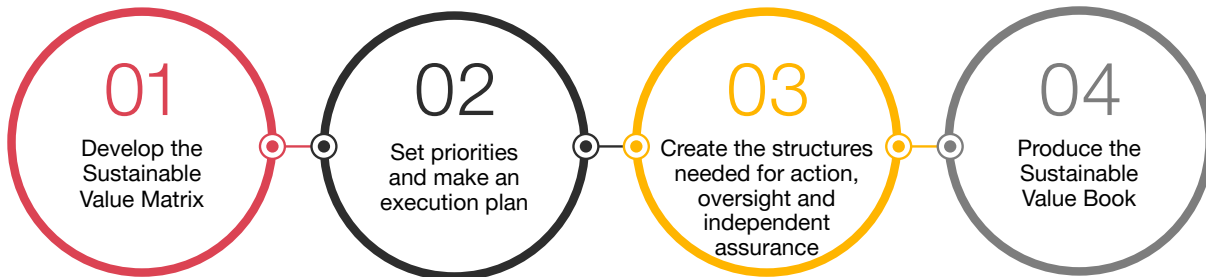 01
Develop the
Sustainable
Value Matrix
02
Set priorities
and make an
execution plan
03
Create the structures
needed for action,
oversight and
independent
assurance
04
Produce the
Sustainable
Value Book